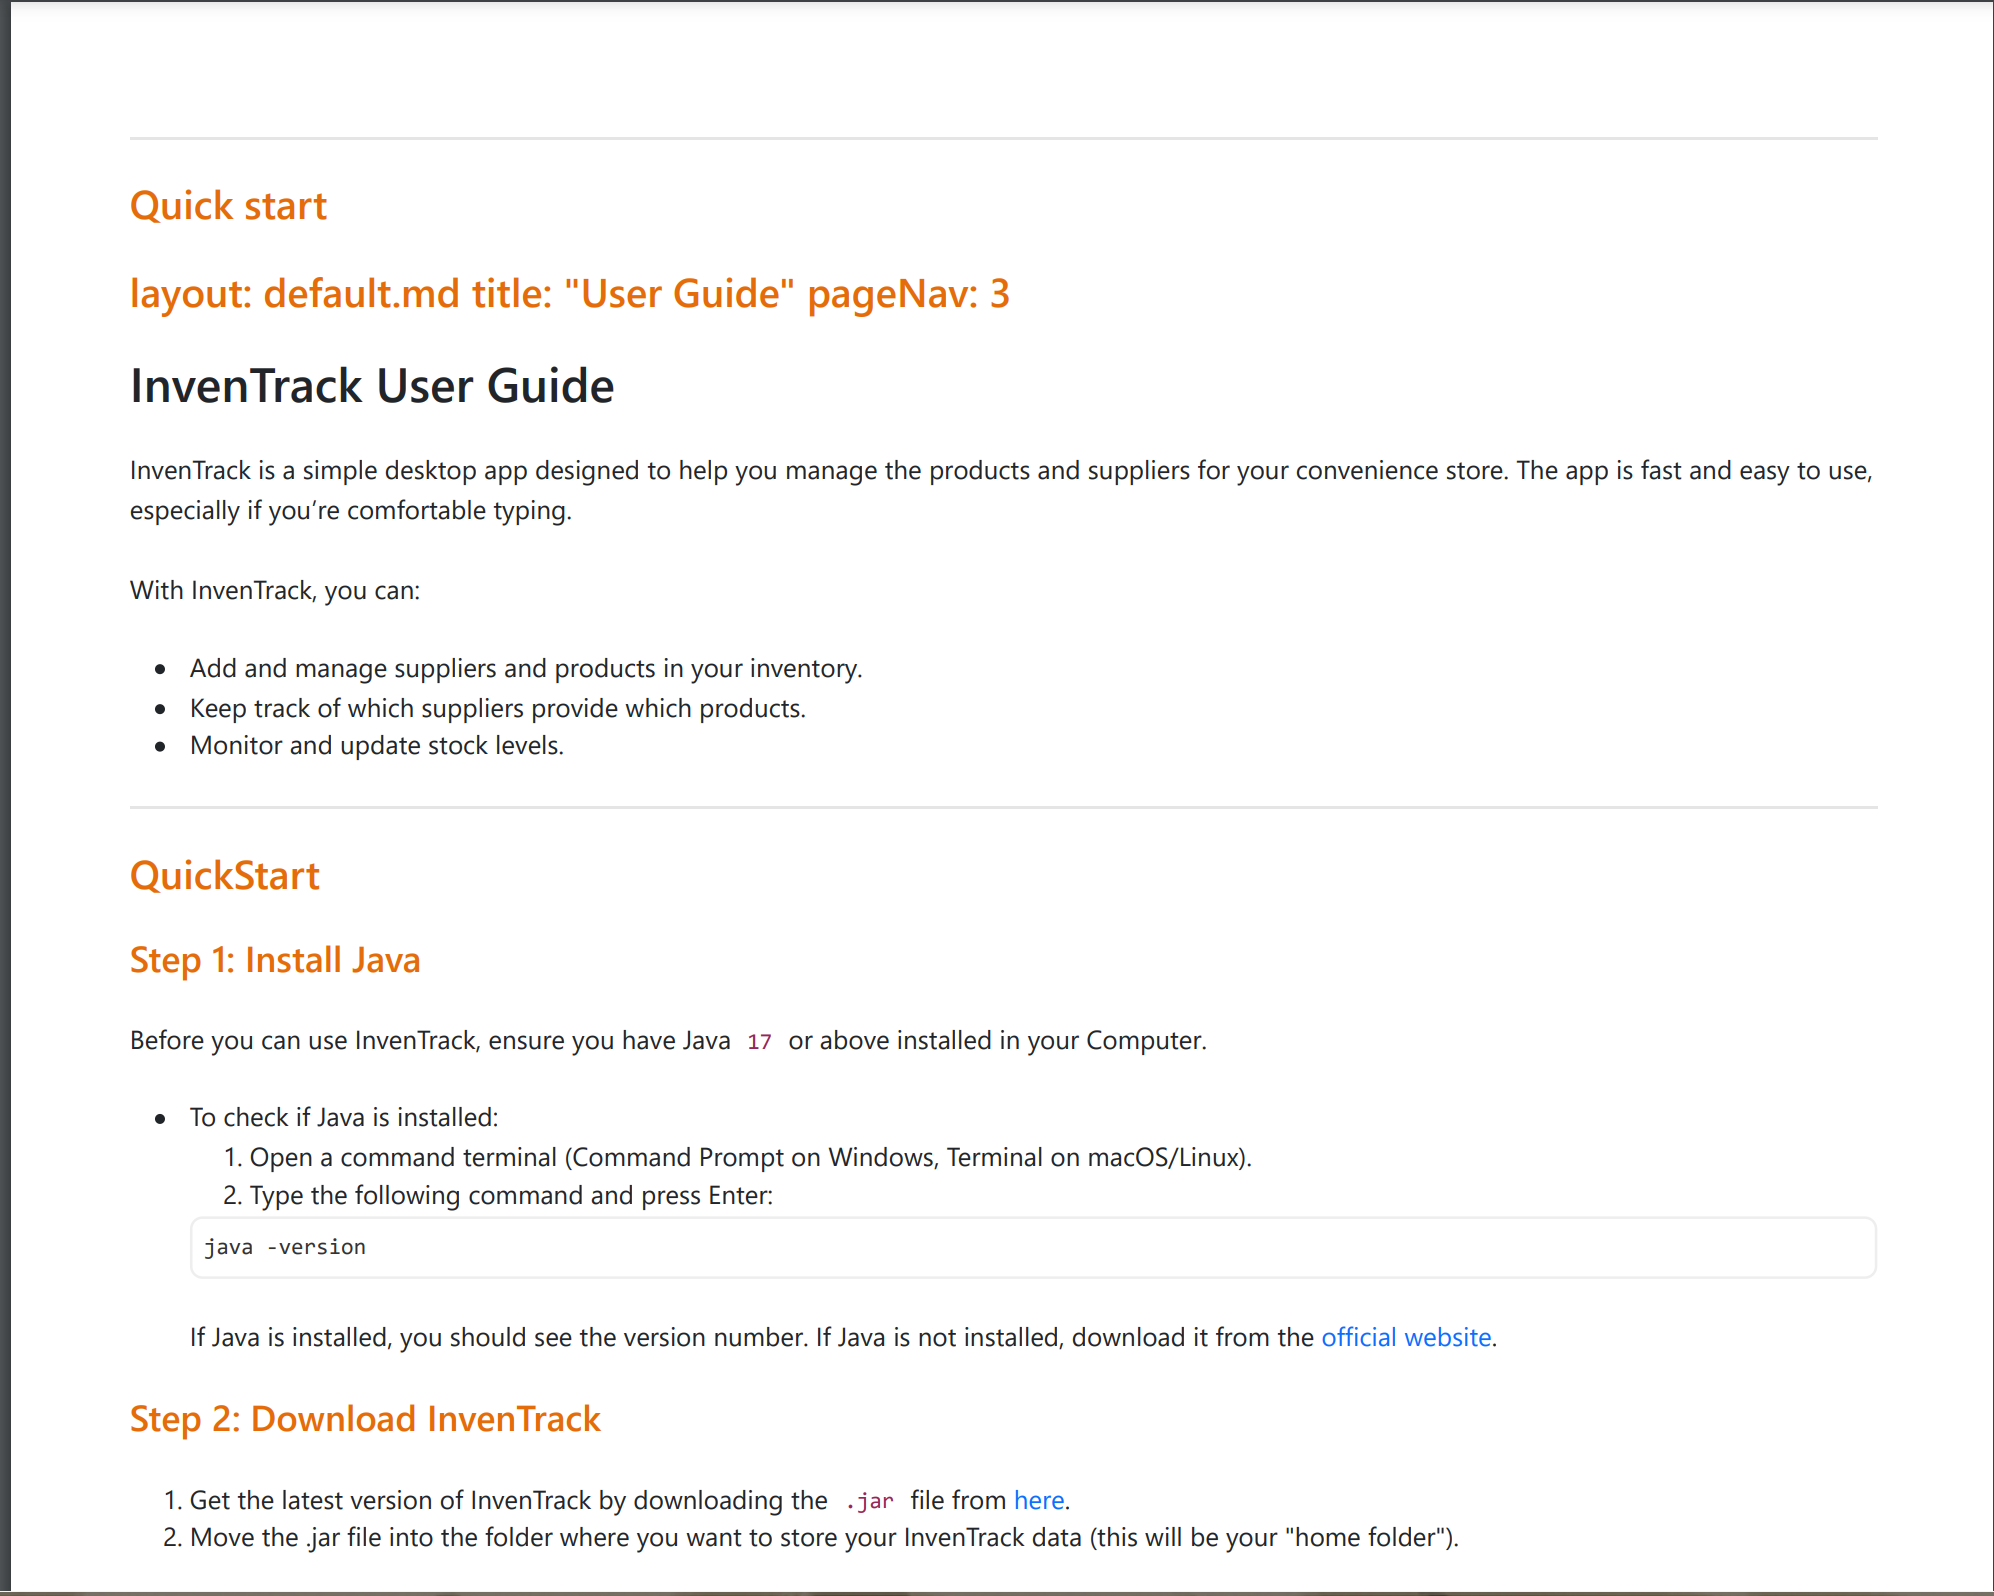 Quick start
layout: default.md title: "User Guide" pageNav: 3
InvenTrack User Guide
InvenTrack is a simple desktop app designed to help you manage the products and suppliers for your convenience store. The app is fast and easy to use,
especially if you’re comfortable typing.
With InvenTrack, you can:
• Add and manage suppliers and products in your inventory.
• Keep track of which suppliers provide which products.
• Monitor and update stock levels.
QuickStart
Step 1: Install Java
Before you can use InvenTrack, ensure you have Java 17 or above installed in your Computer.
• To check if Java is installed:
1. Open a command terminal (Command Prompt on Windows, Terminal on macOS/Linux).
2. Type the following command and press Enter:
java -version
If Java is installed, you should see the version number. If Java is not installed, download it from the official website.
Step 2: Download InvenTrack
1. Get the latest version of InvenTrack by downloading the .jar file from here.
2. Move the .jar file into the folder where you want to store your InvenTrack data (this will be your "home folder").